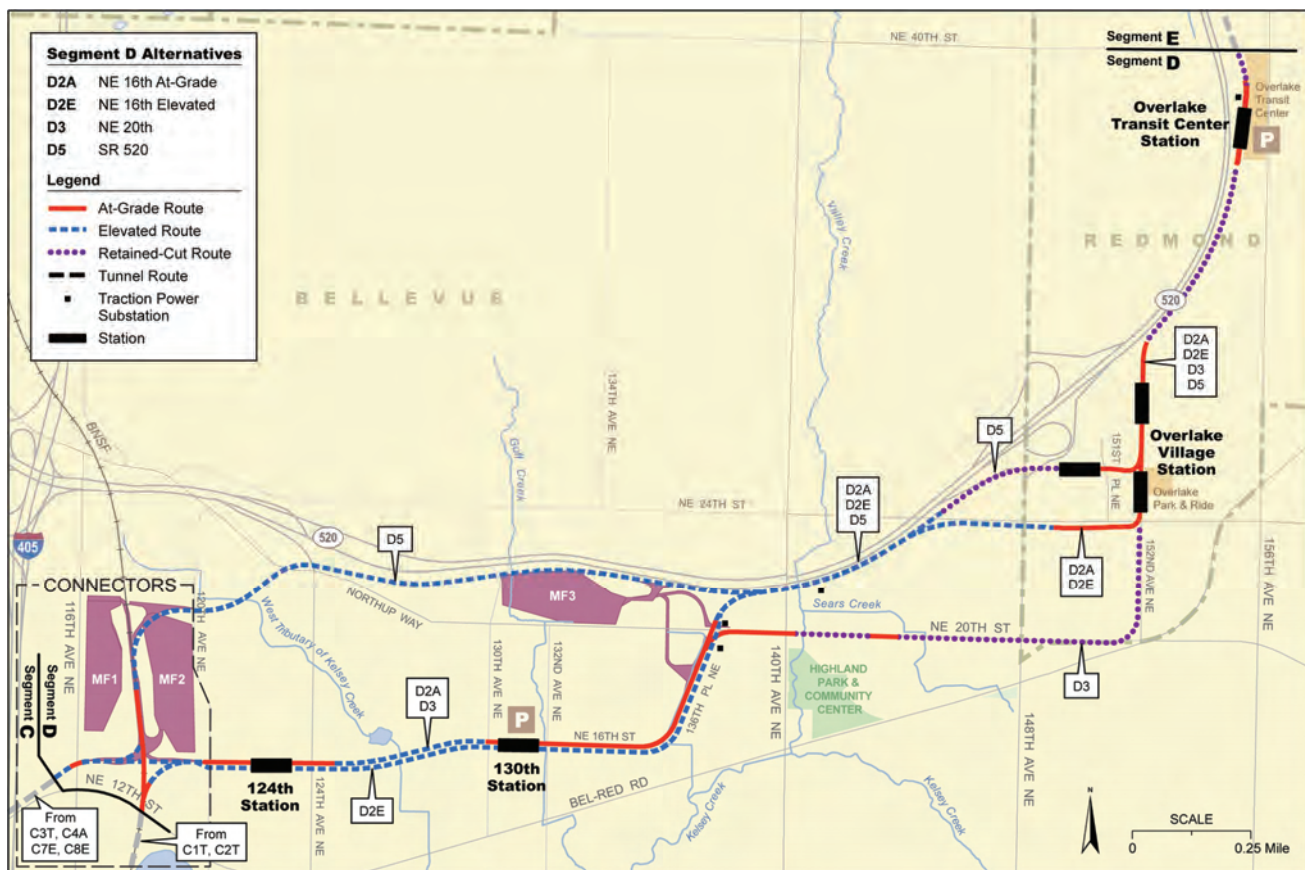 Segment D Alternatives
D2A NE 16th At-Grade
D2E NE 16th Elevated
D3 NE 20th
D5 SR 520
Legend
At-Grade Route
Elevated Route
Retained-Cut Route
Tunnel Route
Traction Power
Substation
Station
NE 40TH ST
Segment E
Segment D
Overlake
Transit
Center
Overlake
Transit Center
Station
P
Valley Creek
REDMOND
BELLEVUE
520
D2A
D2E
D3
D5
134TH AVE NE
BNSF
Goff Creek
D5
151ST
PL NE
Overlake
Village
Station
Overlake
Park & Ride
D2A
D2E
D5
NE 24TH ST
405
520
D5
D2A
D2E
152ND AVE NE
156TH AVE NE
CONNECTORS
116TH AVE NE
120TH AVE NE
NORTHUP WAY
MF3
Sears Creek
NE 20TH ST
West Tributary of Kelsey Creek
MF1
MF2
130TH AVE NE
132ND AVE NE
136TH PL NE
140TH AVE NE
HIGHLAND
PARK &
COMMUNITY
CENTER
D3
Segment C
Segment D
D2A
D3
P
NE 16TH ST
148TH AVE NE
NE 12TH ST
124th
Station
124TH AVE NE
D2E
130th
Station
BEL-RED RD
Kelsey Creek
Kelsey Creek
From
C3T, C4A
C7E, C8E
From
C1T, C2T
N
SCALE
0 0.25 Mile